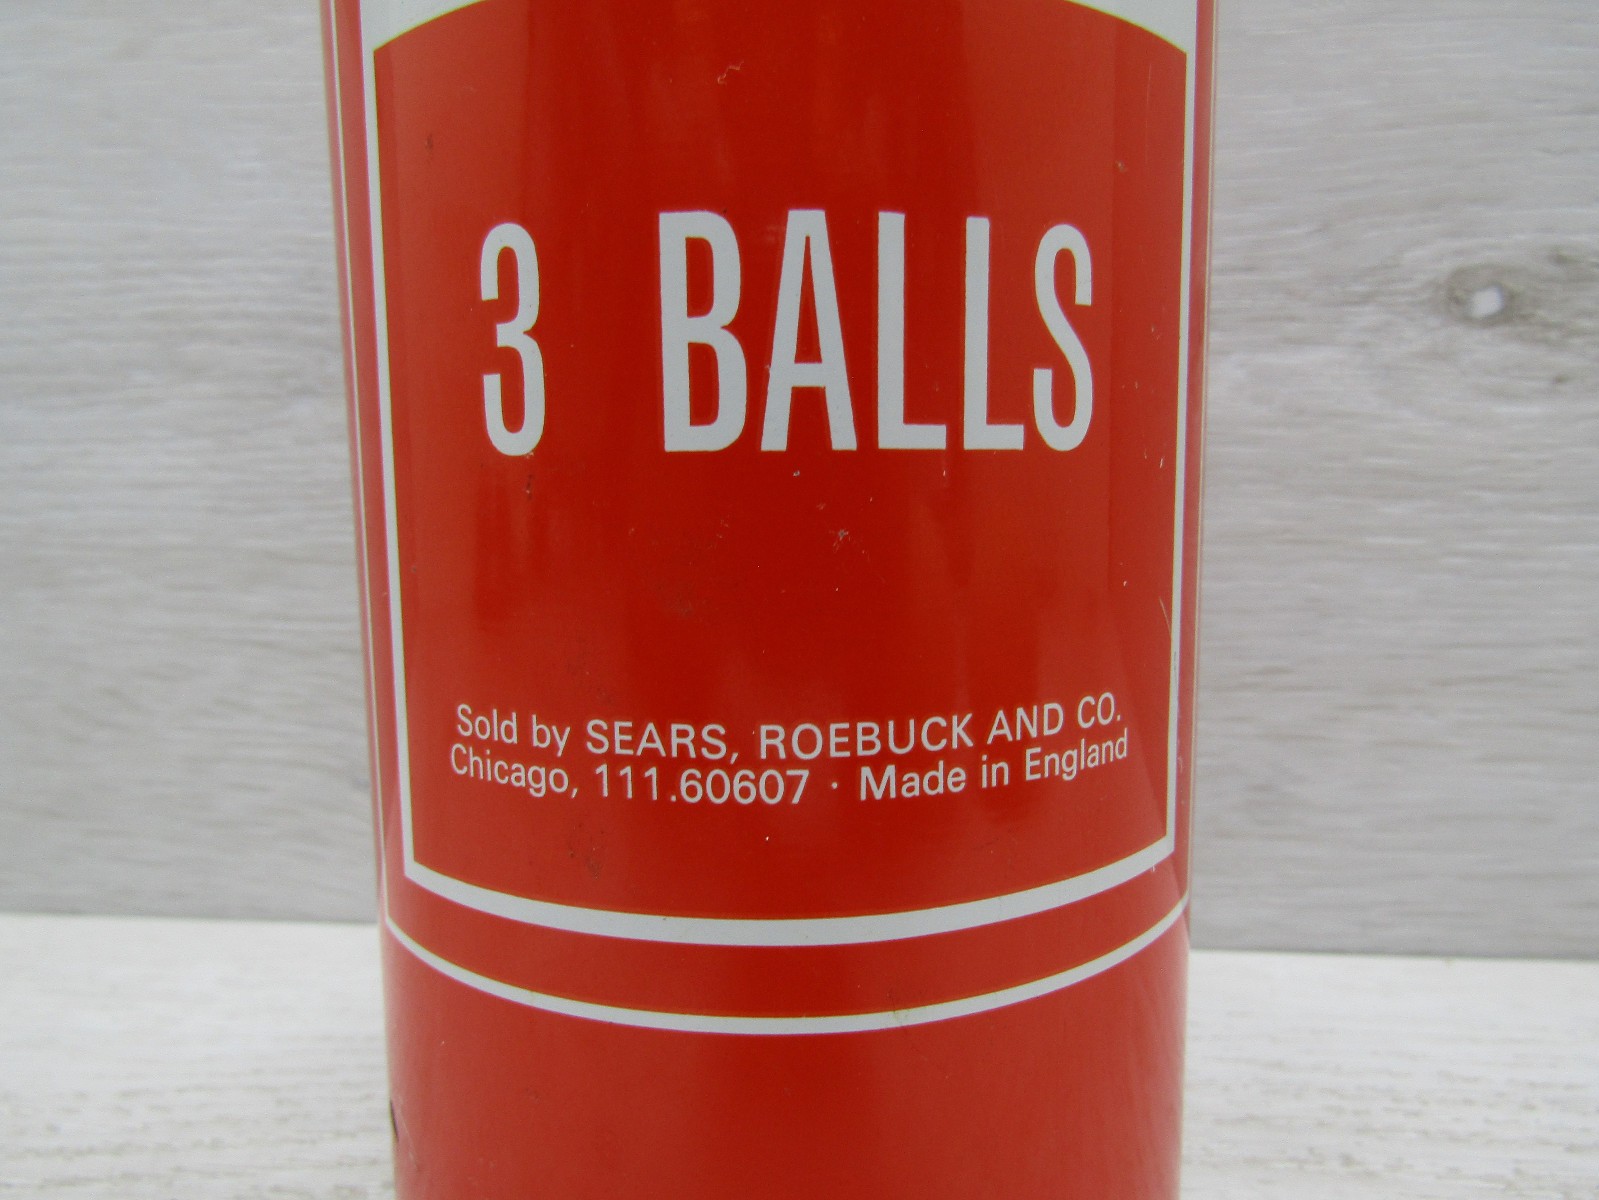 3 BALLS
Sold by SEARS, ROEBUCK AND CO.
Chicago, 111.60607 · Made in England